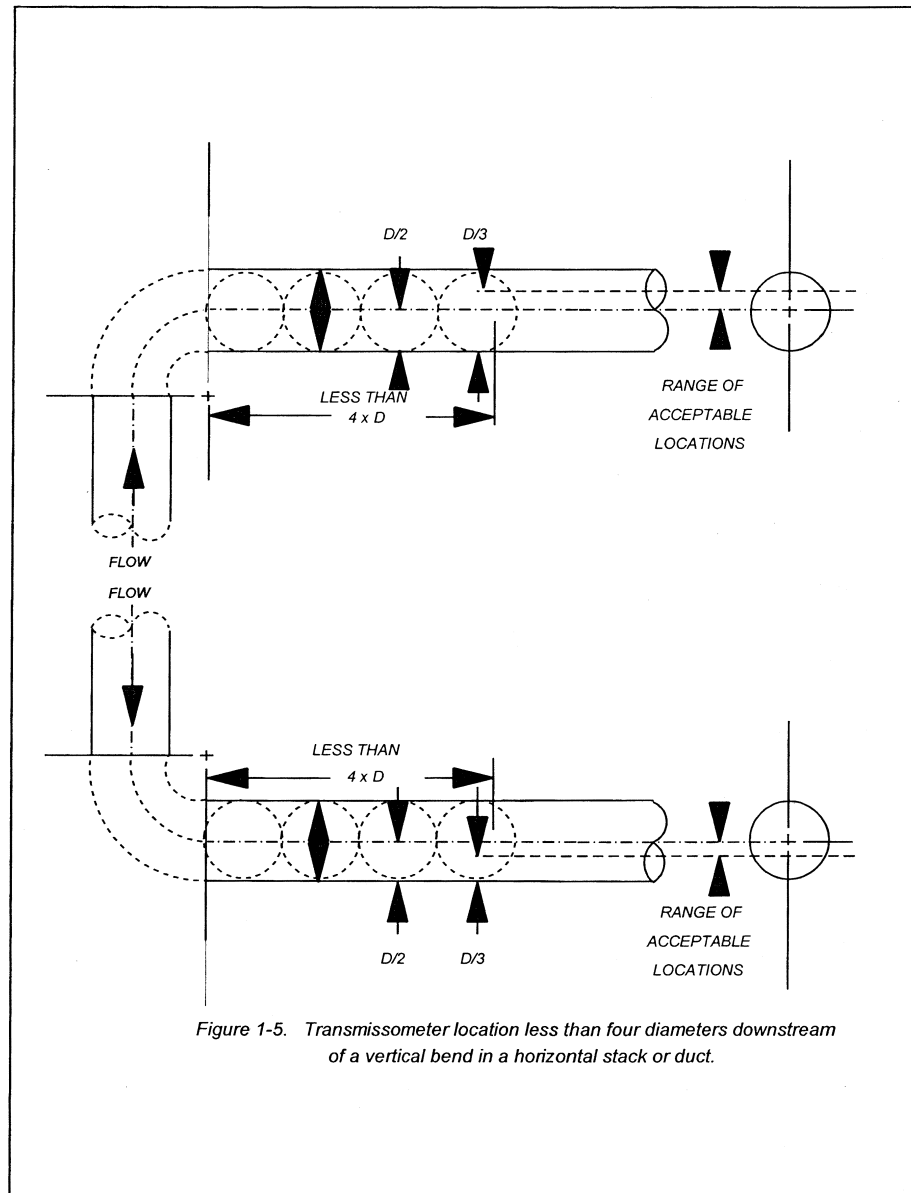 D/2
D/3
LESS THAN
4 x D
RANGE OF
ACCEPTABLE
LOCATIONS
FLOW
FLOW
LESS THAN
4 x D
RANGE OF
ACCEPTABLE
LOCATIONS
D/2
D/3
Figure 1-5. Transmissometer location less than four diameters downstream
of a vertical bend in a horizontal stack or duct.